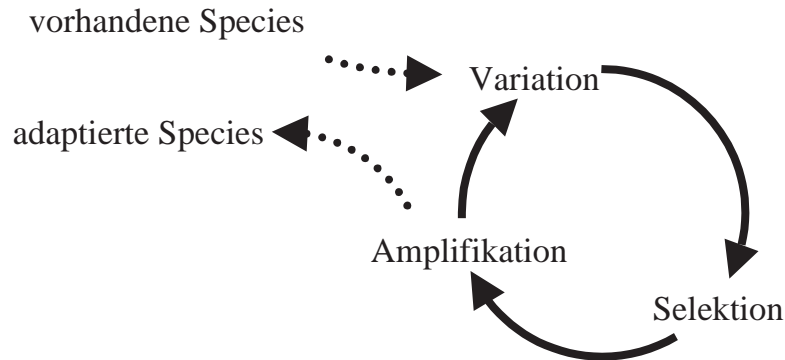 vorhandene Species
Variation
adaptierte Species
Amplifikation
Selektion